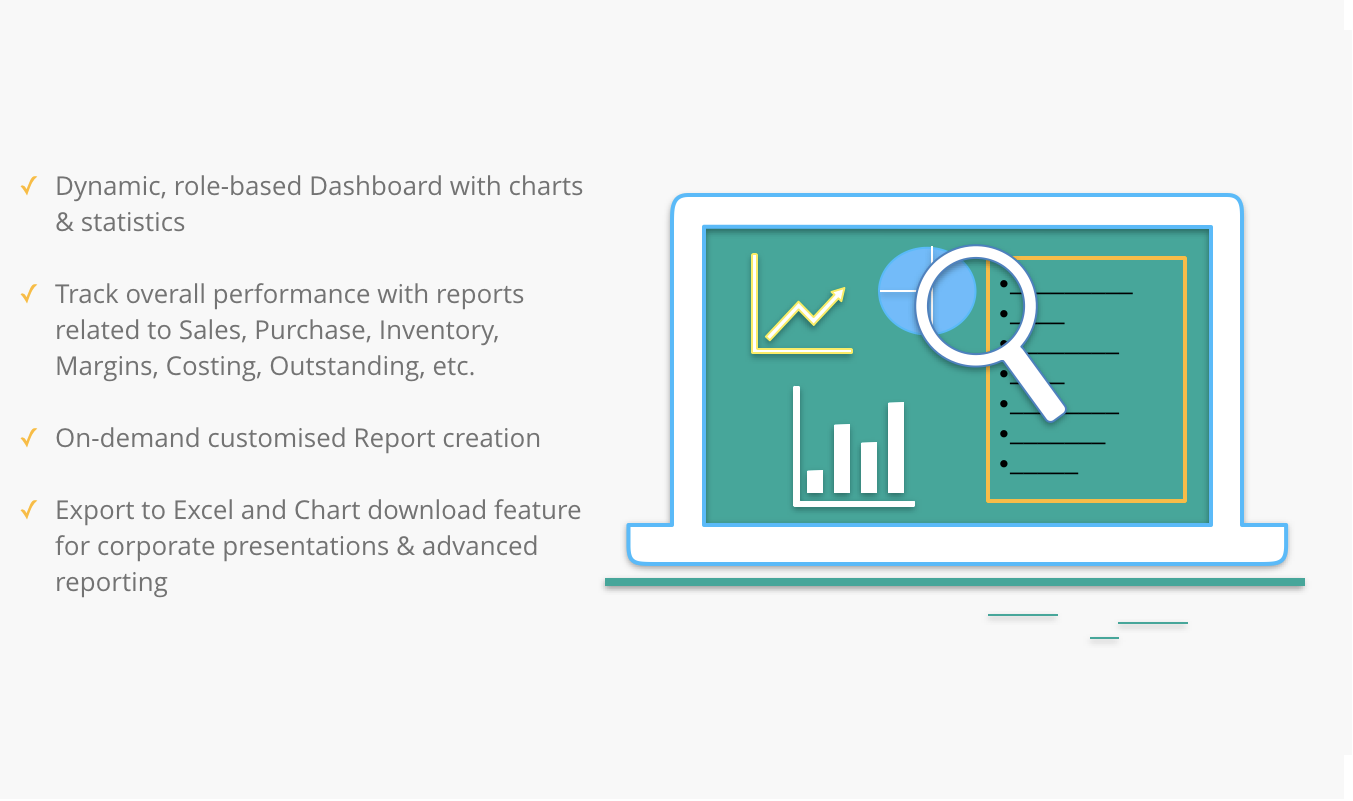 ✓ Dynamic, role-based Dashboard with charts
& statistics
✓ Track overall performance with reports
related to Sales, Purchase, Inventory,
Margins, Costing, Outstanding, etc.
✓ On-demand customised Report creation
✓ Export to Excel and Chart download feature
for corporate presentations & advanced
reporting